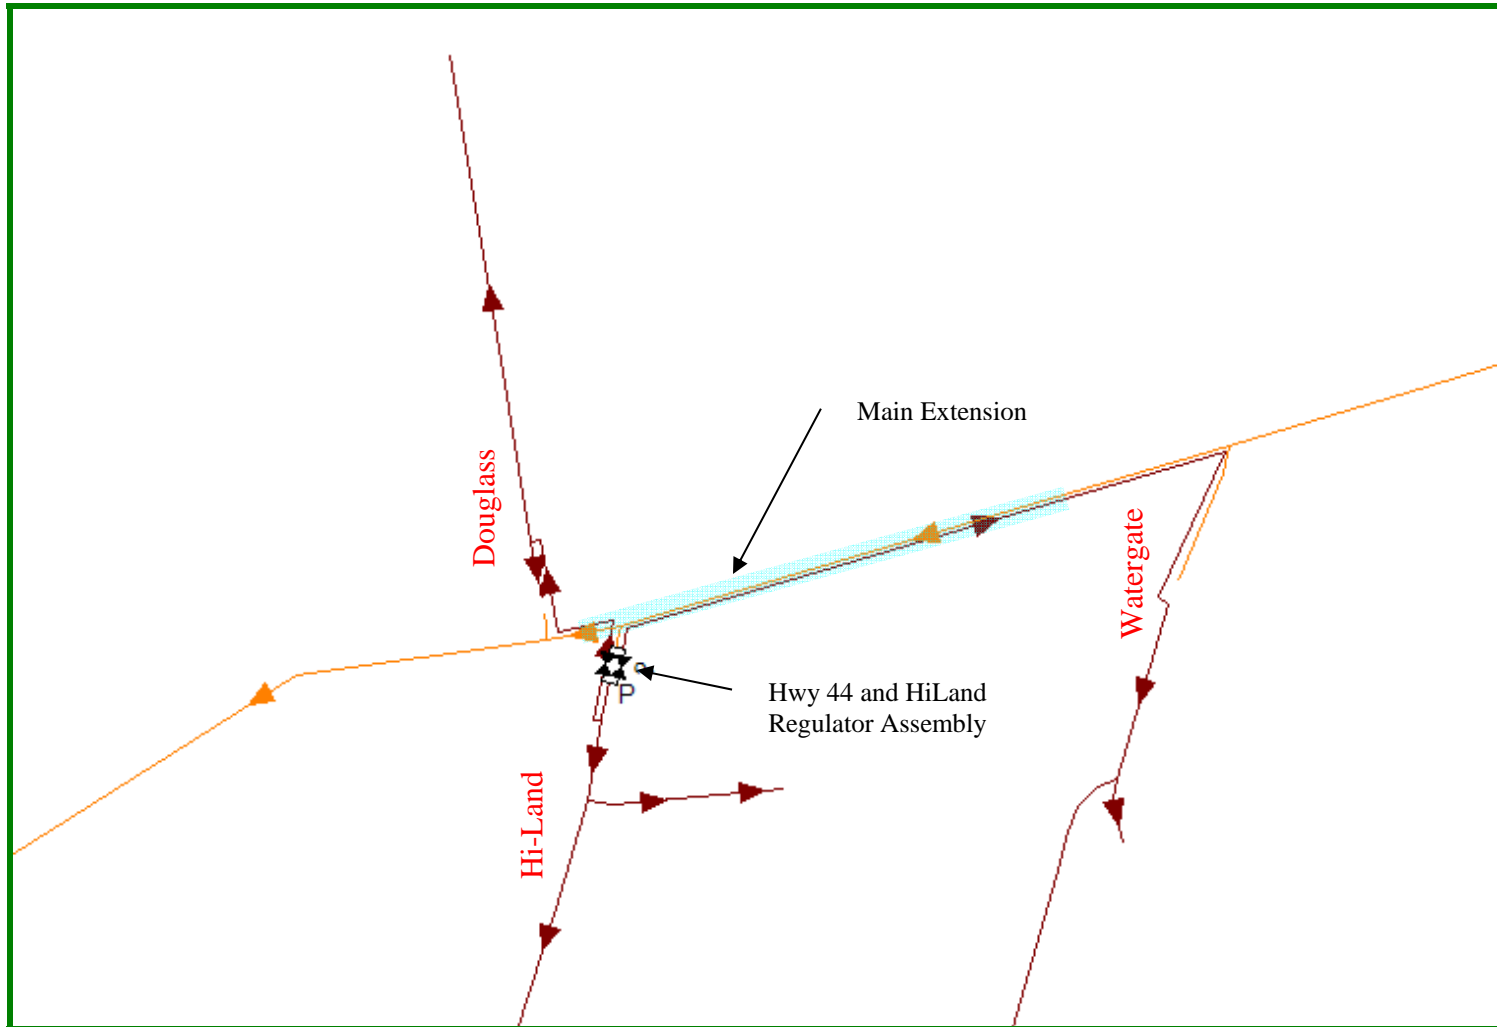 Main Extension
Douglass
Watergate
Hwy 44 and HiLand
Regulator Assembly
P
Hi-Land